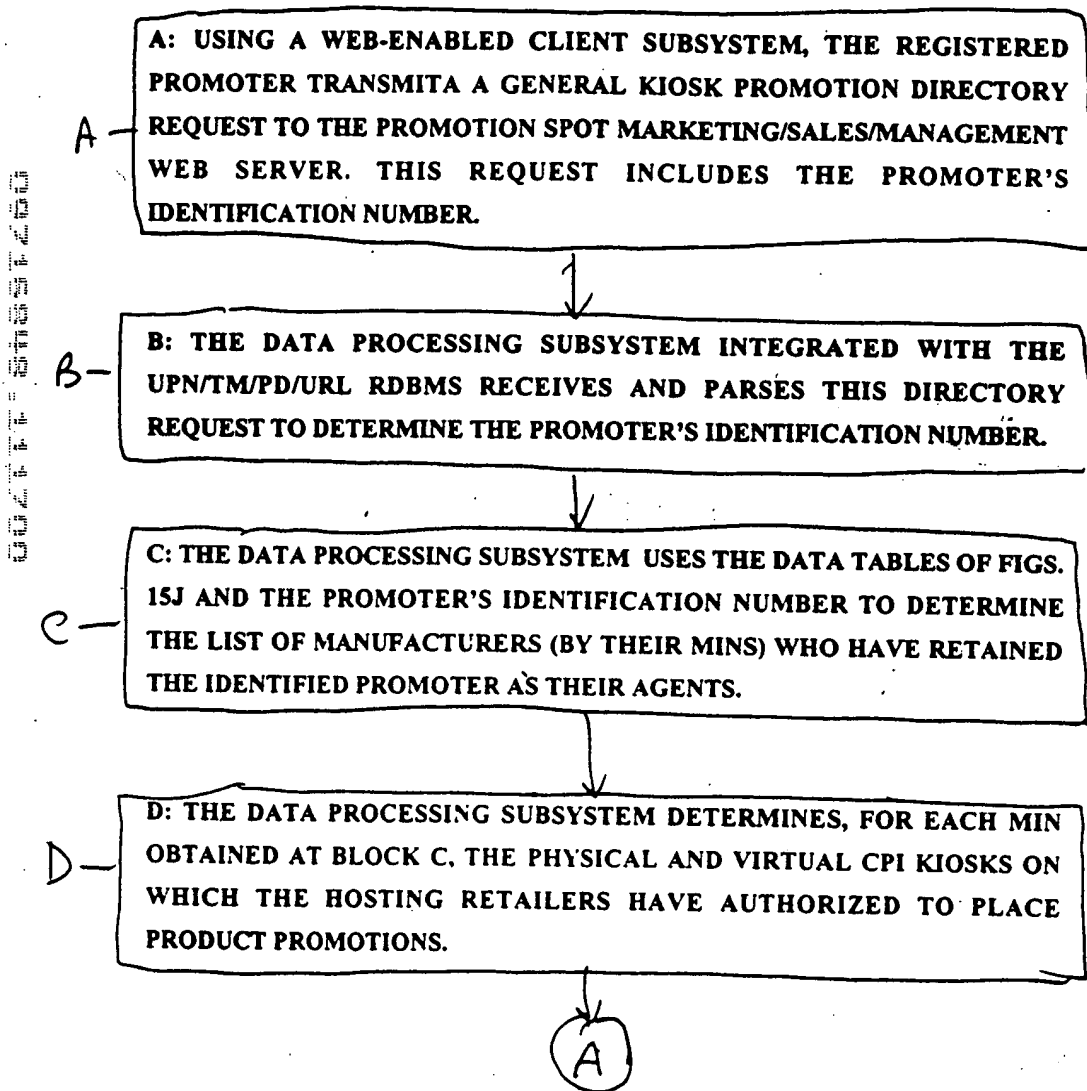 A: USING A WEB-ENABLED CLIENT SUBSYSTEM, THE REGISTERED
PROMOTER TRANSMITA A GENERAL KIOSK PROMOTION DIRECTORY
REQUEST TO THE PROMOTION SPOT MARKETING/SALES/MANAGEMENT
WEB SERVER. THIS REQUEST INCLUDES THE PROMOTER'S
IDENTIFICATION NUMBER.
A
B: THE DATA PROCESSING SUBSYSTEM INTEGRATED WITH THE
UPN/TM/PD/URL RDBMS RECEIVES AND PARSES THIS DIRECTORY
REQUEST TO DETERMINE THE PROMOTER'S IDENTIFICATION NUMBER.
B
C: THE DATA PROCESSING SUBSYSTEM USES THE DATA TABLES OF FIGS.
15J AND THE PROMOTER'S IDENTIFICATION NUMBER TO DETERMINE
THE LIST OF MANUFACTURERS (BY THEIR MINS) WHO HAVE RETAINED
THE IDENTIFIED PROMOTER AS THEIR AGENTS.
C
D: THE DATA PROCESSING SUBSYSTEM DETERMINES, FOR EACH MIN
OBTAINED AT BLOCK C, THE PHYSICAL AND VIRTUAL CPI KIOSKS ON
WHICH THE HOSTING RETAILERS HAVE AUTHORIZED TO PLACE
PRODUCT PROMOTIONS.
D
A